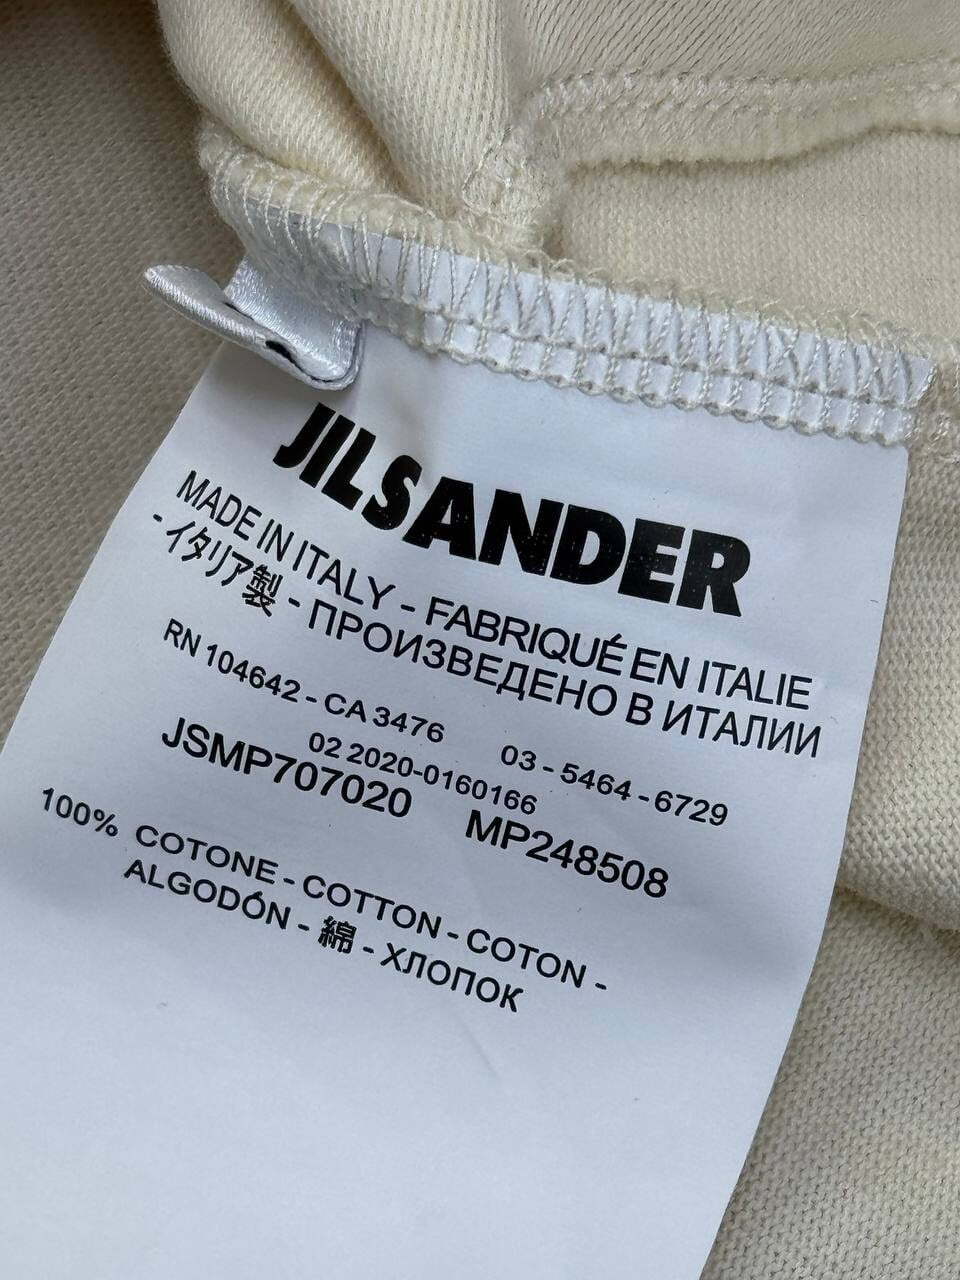 JILSANDER
MADE IN ITALY - FABRIQUÉ EN ITALIE
- イタリア製 - ПРОИЗВЕДЕНО В ИТАЛИИ
RN 104642 - CA 3476 03 - 5464 - 6729
02 2020-0160166
JSMP707020 MP248508
100% COTONE - COTTON - COTON -
ALGODÓN - 綿 - ХЛОПОК